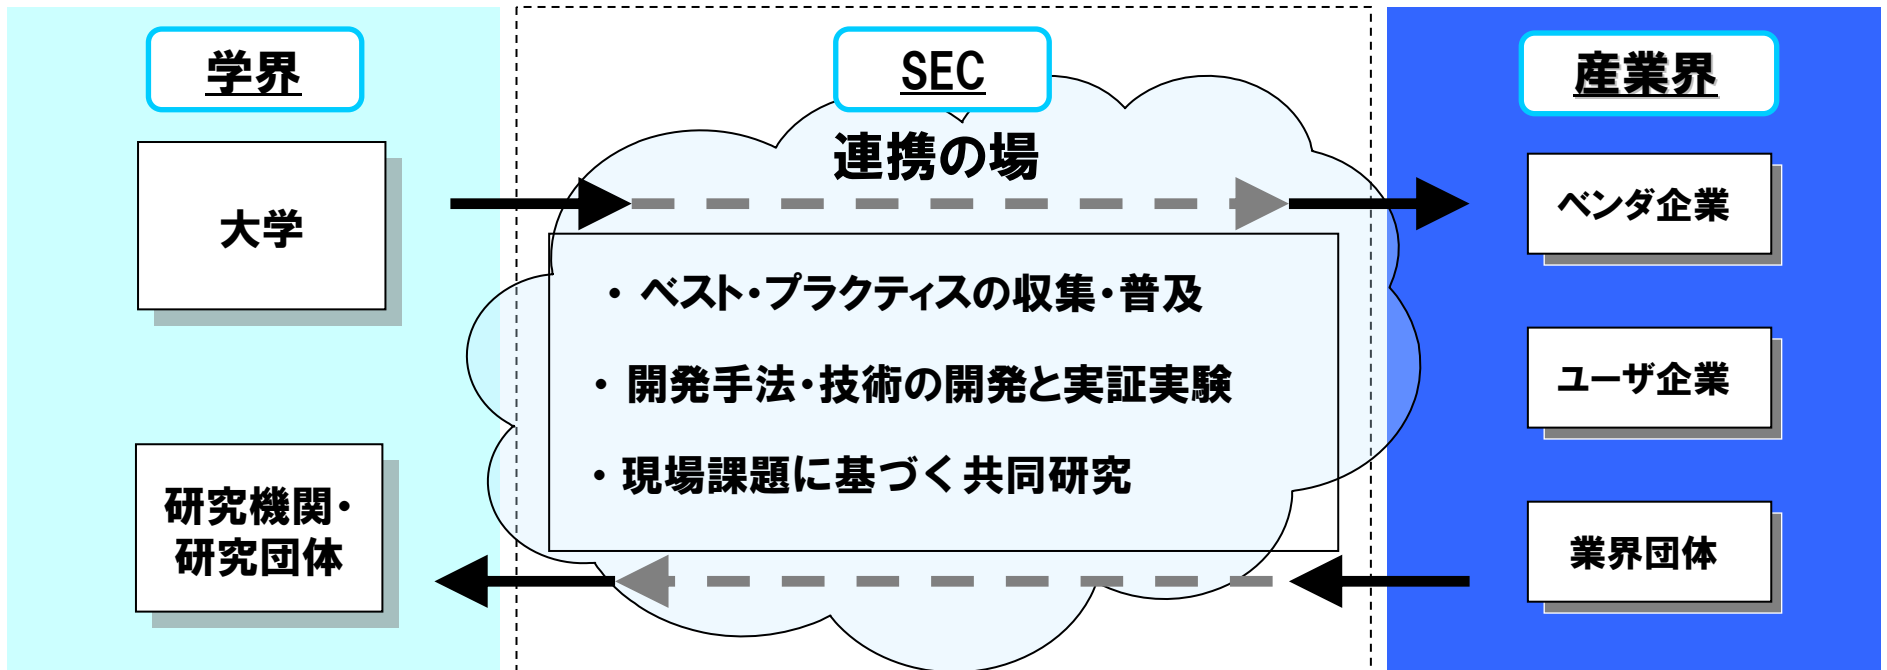 学界
SEC
産業界
連携の場
大学
研究機関・
研究団体
・ ベスト・プラクティスの収集・普及
・ 開発手法・技術の開発と実証実験
・ 現場課題に基づく共同研究
ベンダ企業
ユーザ企業
業界団体